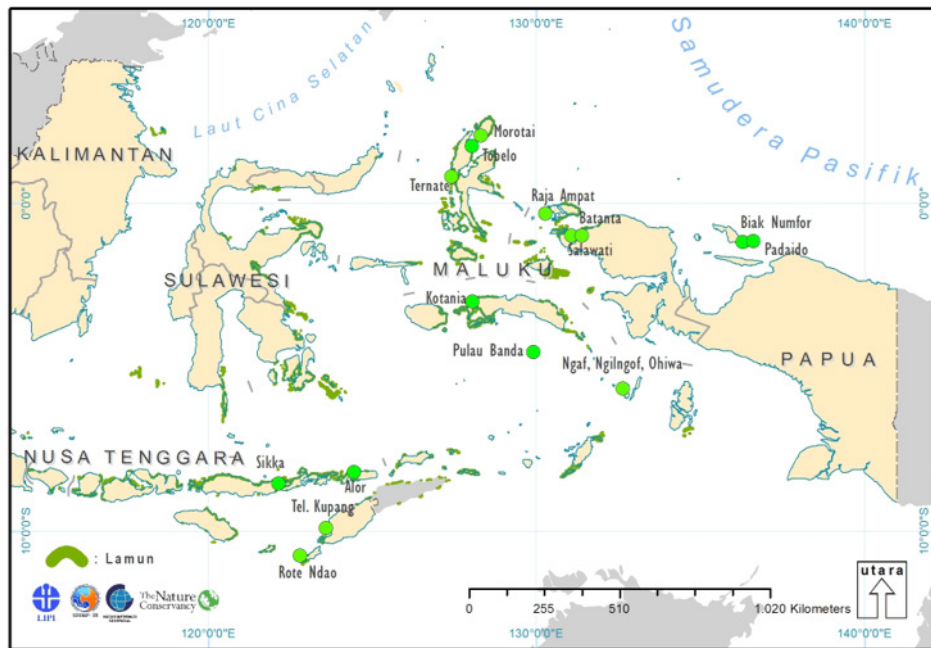 120°0'0"E
130°0'0"E
140°0'0"E
Laut Cina Selatan
Samudera Pasifik
KALIMANTAN
Morotai
Tobelo
Ternate
0°0'0"
0°0'0"
Raja Ampat
Batanta
Salawati
Biak Numfor
Padaido
SULAWESI
MALUKU
Kotania
Pulau Banda
Ngaf, Ngilngof, Ohiwa
PAPUA
NUSA TENGGARA
Sikka
Alor
Tel. Kupang
Rote Ndao
10°0'0"S
10°0'0"S
: Lamun
LIPI
The Nature
Conservancy
0 255 510 1.020 Kilometers
utara
120°0'0"E
130°0'0"E
140°0'0"E